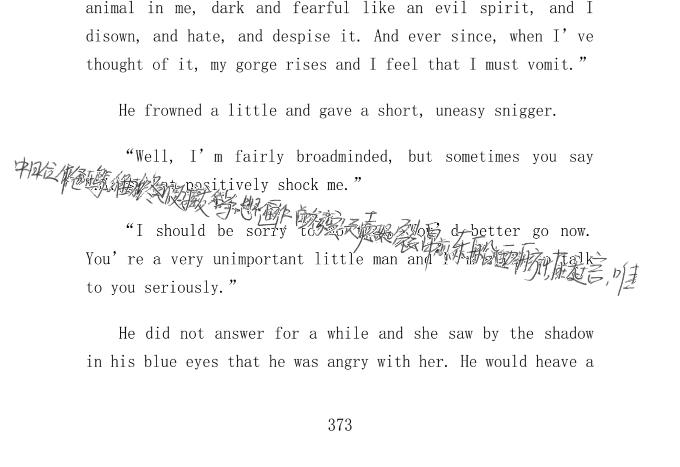 animal in me, dark and fearful like an evil spirit, and I
disown, and hate, and despise it. And ever since, when I’ve
thought of it, my gorge rises and I feel that I must vomit.”
He frowned a little and gave a short, uneasy snigger.
“Well, I’m fairly broadminded, but sometimes you say
positively shock me.”
“I should be sorry to better go now.
You’re a very unimportant little man and talk
to you seriously.”
He did not answer for a while and she saw by the shadow
in his blue eyes that he was angry with her. He would heave a
373